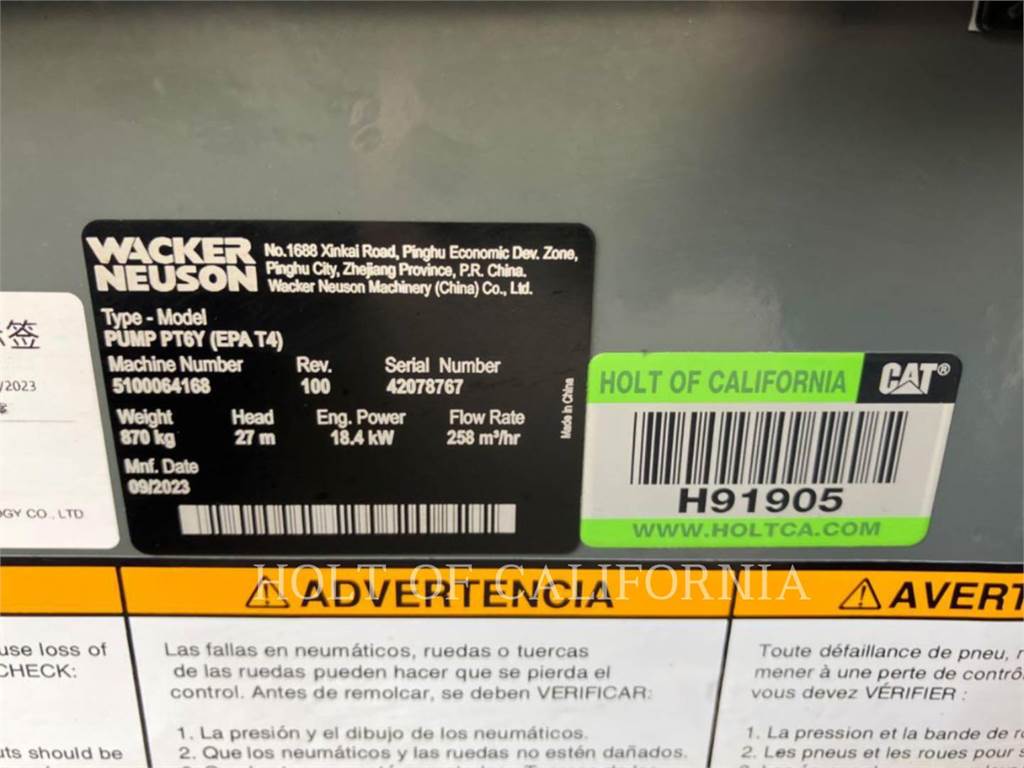 WACKER
NEUSON
No.1688 Xinkai Road, Pinghu Economic Dev. Zone,
Pinghu City, Zhejiang Province, P.R. China.
Wacker Neuson Machinery (China) Co., Ltd.
Type - Model
PUMP PT6Y (EPA T4)
Machine Number Rev. Serial Number
5100064168 100 42078767
Weight Head Eng. Power Flow Rate
870 kg 27 m 18.4 kW 258 m³/hr
Mnf. Date
09/2023
Made in China
签
/2023
GY CO., LTD
HOLT OF CALIFORNIA CAT®
H91905
WWW.HOLTCA.COM
HOLT OF CALIFORNIA
use loss of
CHECK:
uts should be
⚠ ADVERTENCIA
Las fallas en neumáticos, ruedas o tuercas
de las ruedas pueden hacer que se pierda el
control. Antes de remolcar, se deben VERIFICAR:
1. La presión y el dibujo de los neumáticos.
2. Que los neumáticos y las ruedas no estén dañados.
⚠ AVERT
Toute défaillance de pneu, r
mener à une perte de contrô
vous devez VÉRIFIER :
1. La pression et la bande de ro
2. Les pneus et les roues pour s